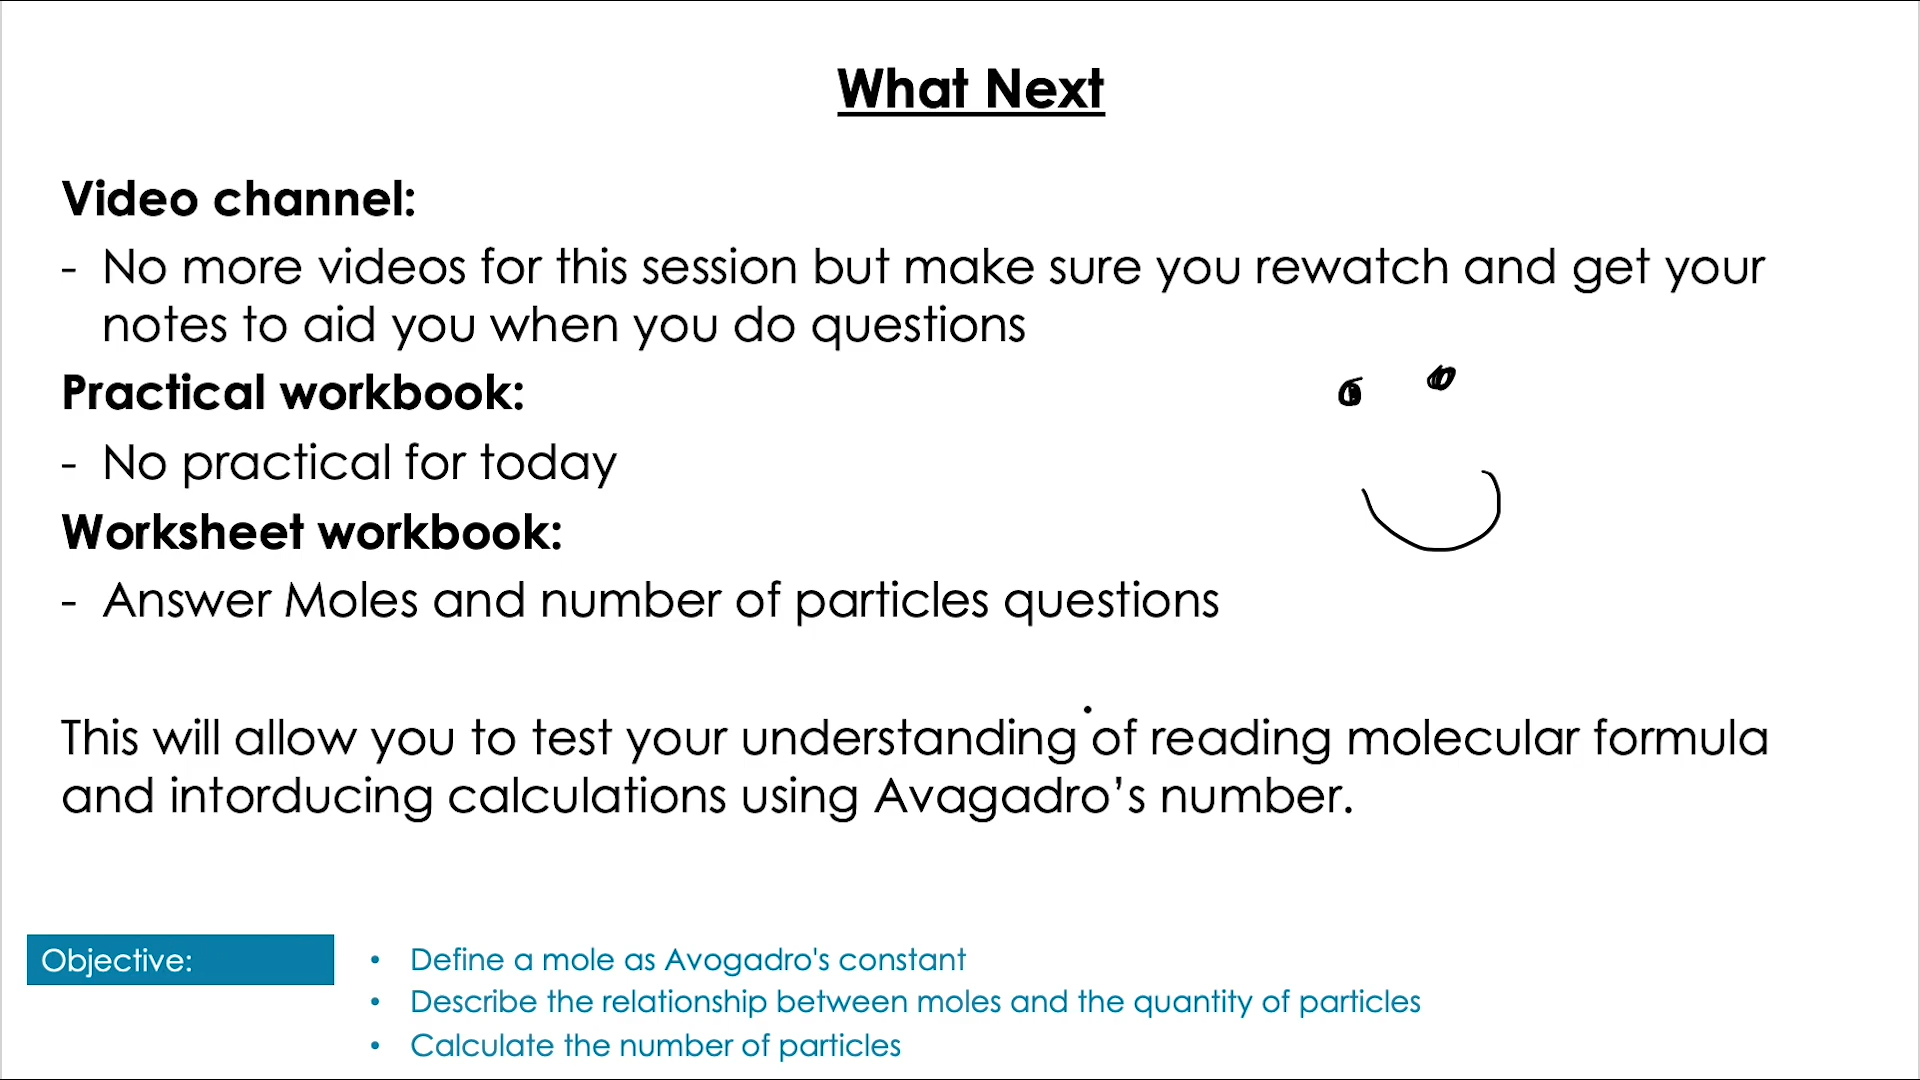 What Next
Video channel:
- No more videos for this session but make sure you rewatch and get your
notes to aid you when you do questions
Practical workbook:
- No practical for today
Worksheet workbook:
- Answer Moles and number of particles questions
This will allow you to test your understanding of reading molecular formula
and intorducing calculations using Avagadro’s number.
Objective:
• Define a mole as Avogadro's constant
• Describe the relationship between moles and the quantity of particles
• Calculate the number of particles